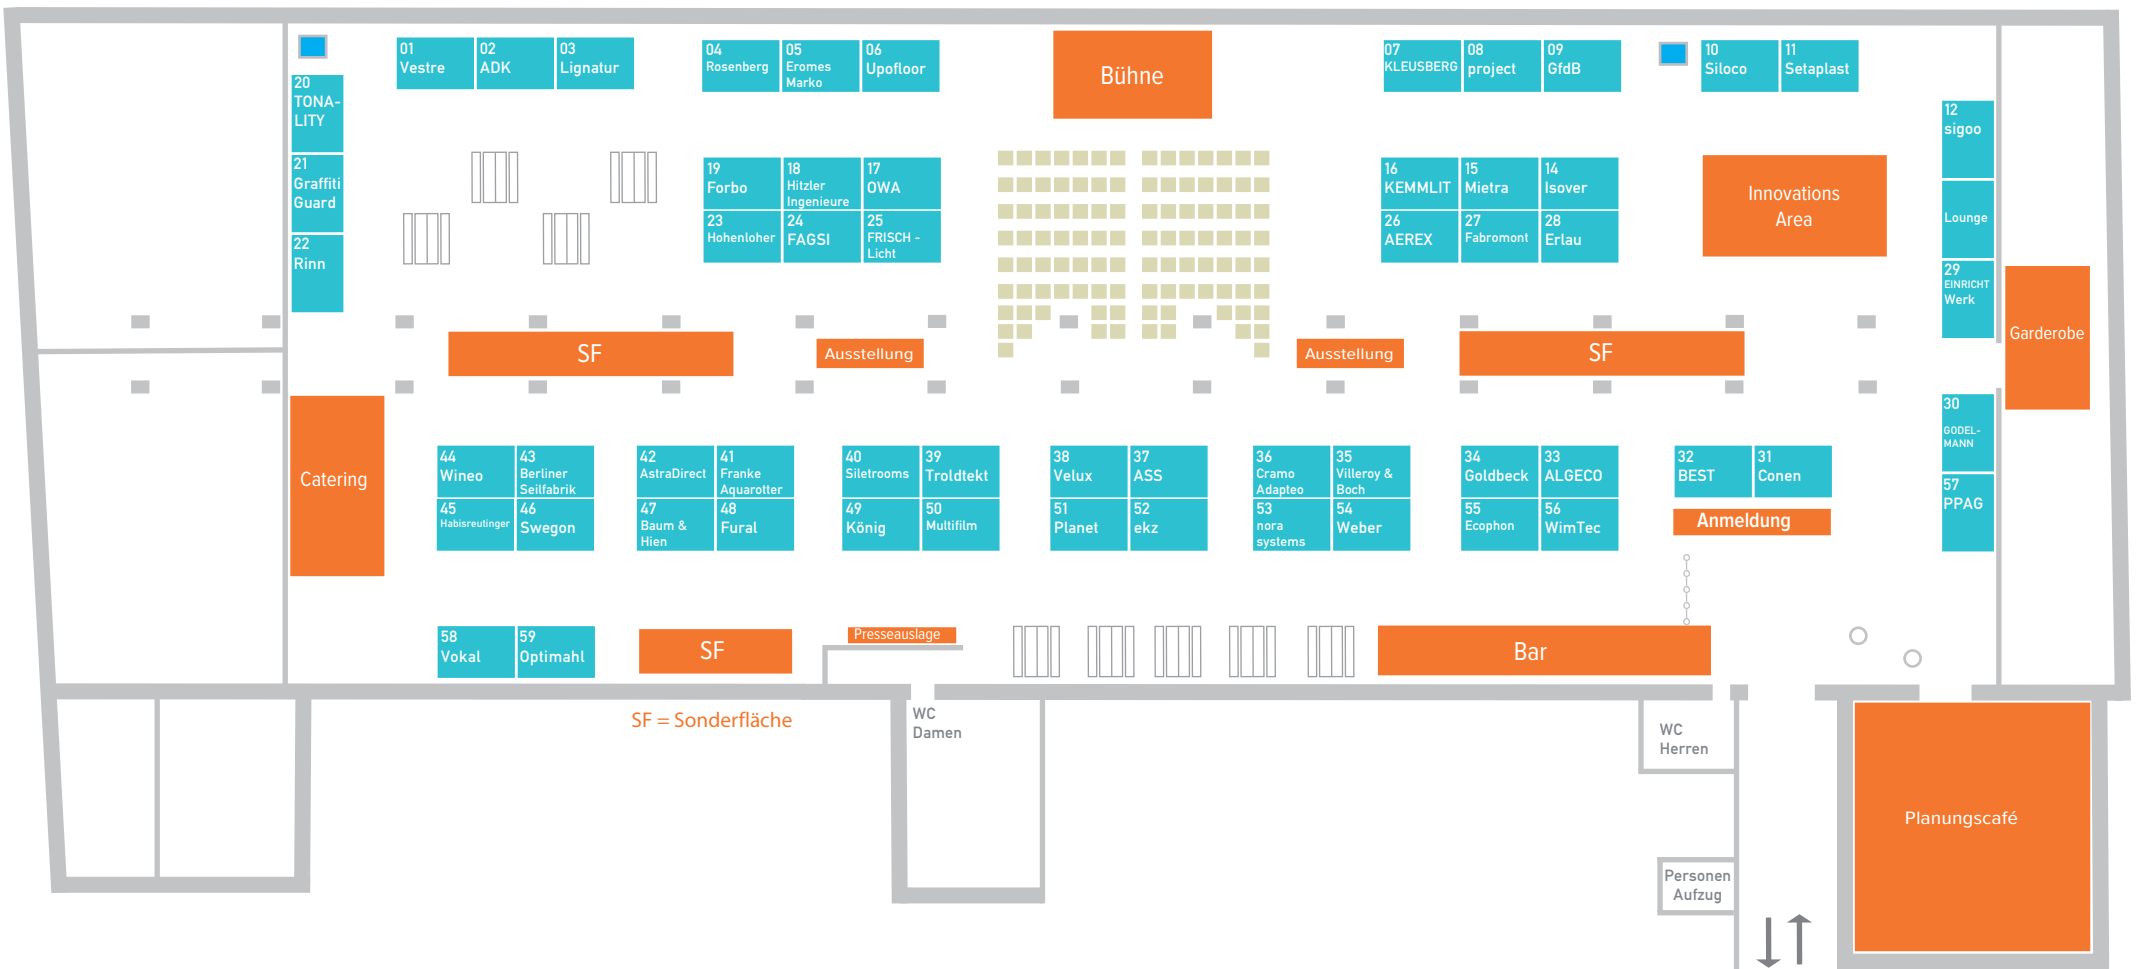 01
Vestre
02
ADK
03
Lignatur
04
Rosenberg
05
Eromes
Marko
06
Upofloor
Bühne
07
KLEUSBERG
08
project
09
GfdB
10
Siloco
11
Setaplast
20
TONA-
LITY
21
Graffiti
Guard
22
Rinn
19
Forbo
18
Hitzler
Ingenieure
17
OWA
23
Hohenloher
24
FAGSI
25
FRISCH -
Licht
16
KEMMLIT
15
Mietra
14
Isover
26
AEREX
27
Fabromont
28
Erlau
Innovations
Area
12
sigoo
Lounge
29
EINRICHT
Werk
Garderobe
SF
Ausstellung
Ausstellung
SF
Catering
30
GODEL-
MANN
57
PPAG
44
Wineo
43
Berliner
Seilfabrik
45
Habisreutinger
46
Swegon
42
AstraDirect
41
Franke
Aquarotter
47
Baum &
Hien
48
Fural
40
Siletrooms
39
Troldtekt
49
König
50
Multifilm
38
Velux
37
ASS
51
Planet
52
ekz
36
Cramo
Adapteo
35
Villeroy &
Boch
53
nora
systems
54
Weber
34
Goldbeck
33
ALGECO
55
Ecophon
56
WimTec
32
BEST
31
Conen
Anmeldung
58
Vokal
59
Optimahl
SF
Presseauslage
Bar
SF = Sonderfläche
WC
Damen
WC
Herren
Personen
Aufzug
Planungscafé